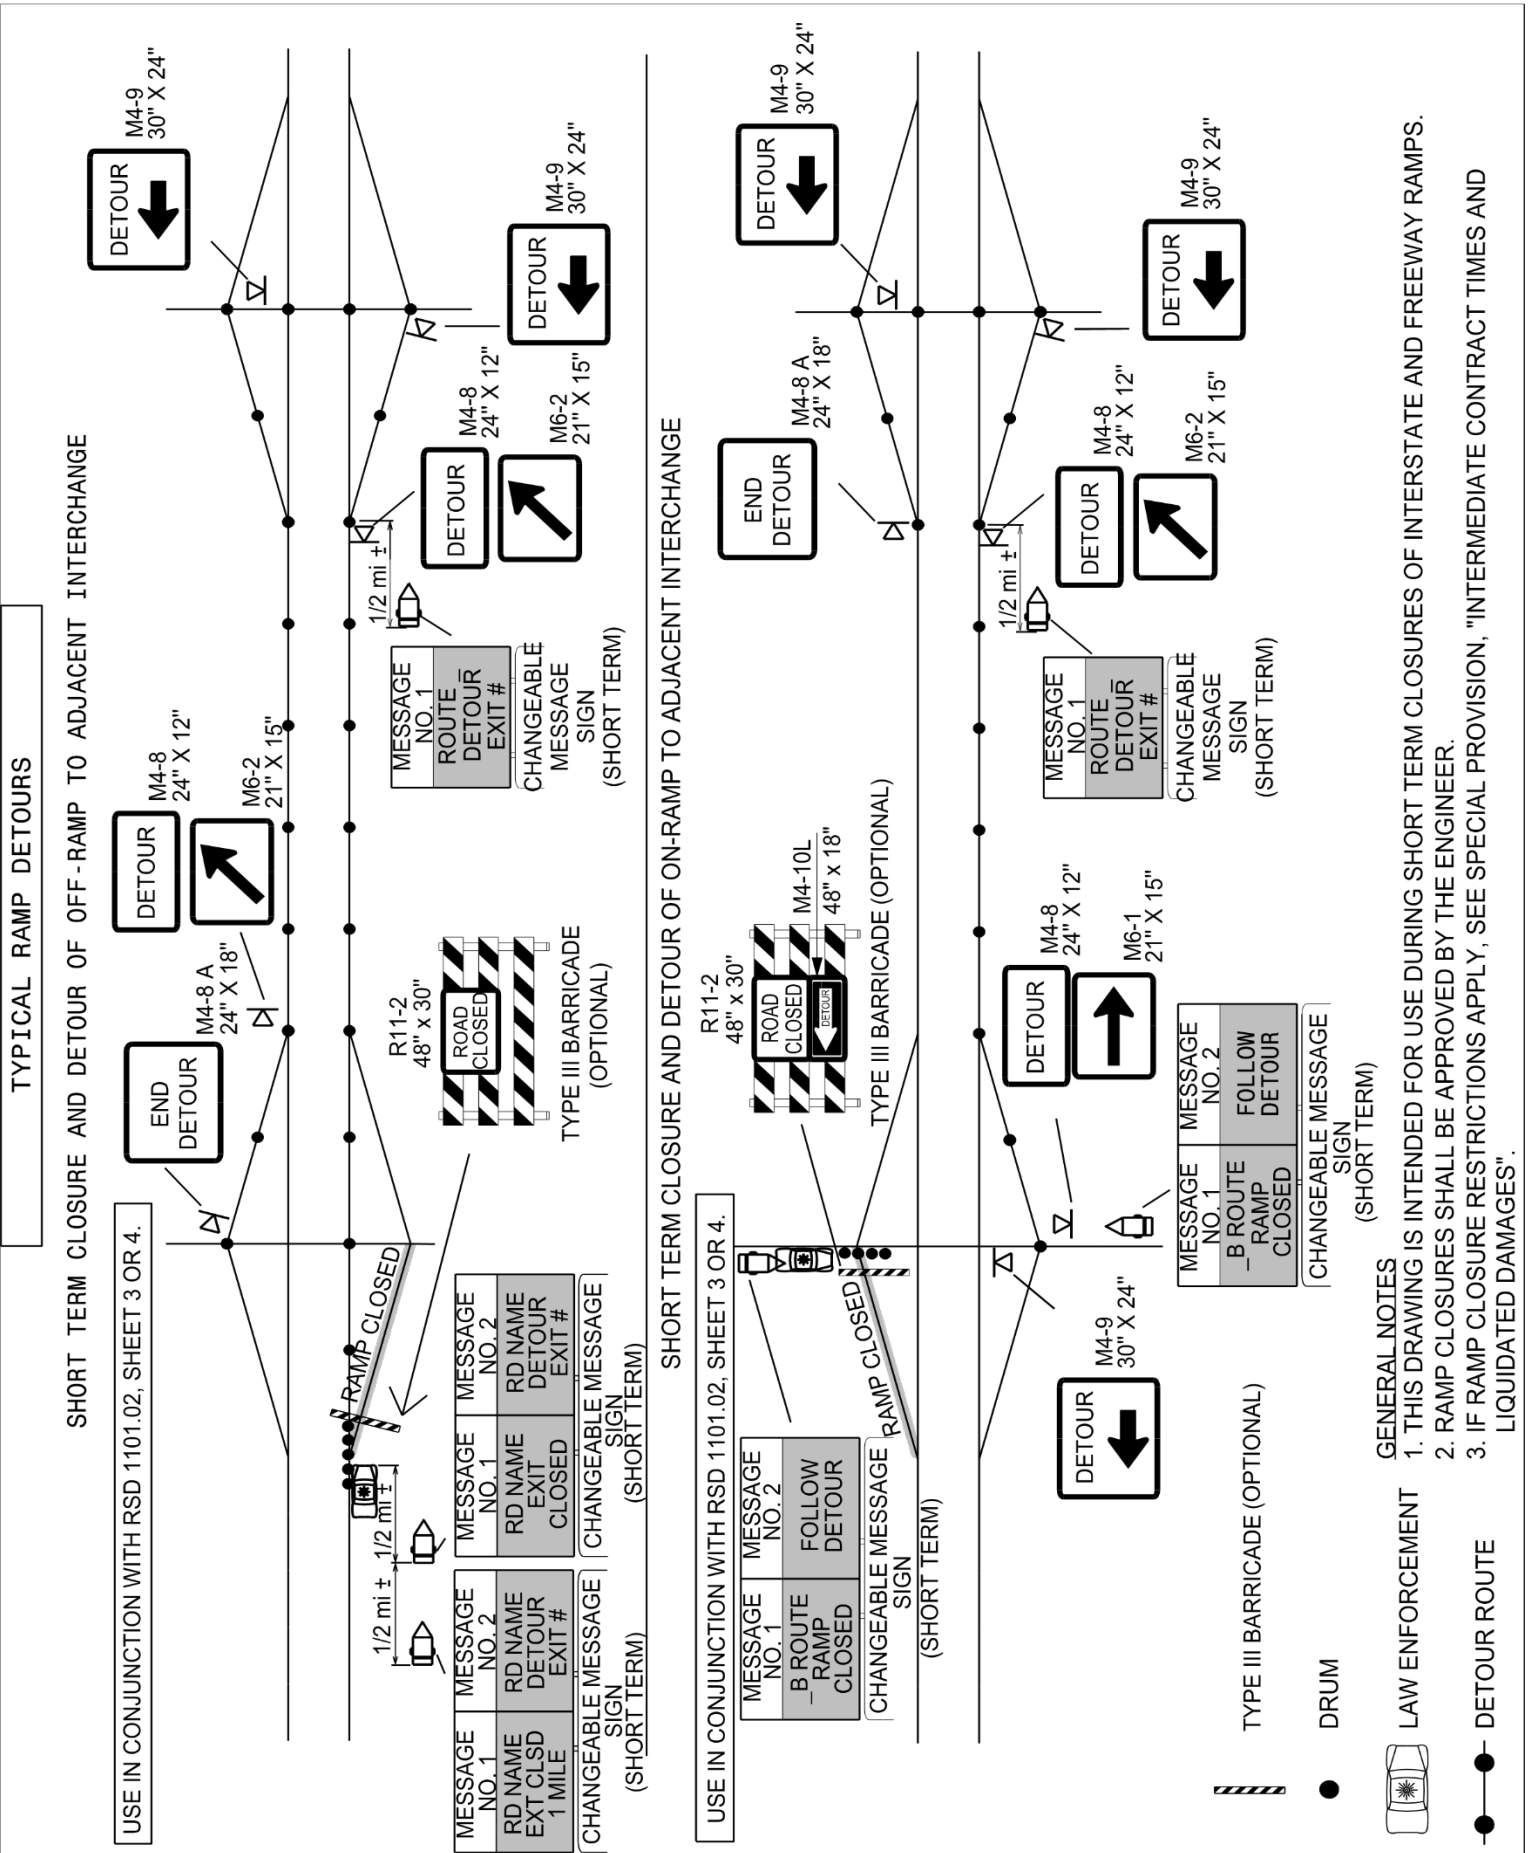 TYPICAL RAMP DETOURS
SHORT TERM CLOSURE AND DETOUR OF OFF-RAMP TO ADJACENT INTERCHANGE
USE IN CONJUNCTION WITH RSD 1101.02, SHEET 3 OR 4.
END
DETOUR
M4-8 A
24" X 18"
DETOUR
M4-8
24" X 12"
M6-2
21" X 15"
DETOUR
M4-9
30" X 24"
RAMP CLOSED
1/2 mi ±
1/2 mi ±
MESSAGE
NO. 1
RD NAME
EXT CLSD
1 MILE
MESSAGE
NO. 2
RD NAME
DETOUR
EXIT #
CHANGEABLE MESSAGE
SIGN
(SHORT TERM)
MESSAGE
NO. 1
RD NAME
EXIT
CLOSED
MESSAGE
NO. 2
RD NAME
DETOUR
EXIT #
CHANGEABLE MESSAGE
SIGN
(SHORT TERM)
R11-2
48" x 30"
ROAD
CLOSED
TYPE III BARRICADE
(OPTIONAL)
1/2 mi ±
MESSAGE
NO. 1
ROUTE _
DETOUR
EXIT #
CHANGEABLE
MESSAGE
SIGN
(SHORT TERM)
DETOUR
M4-8
24" X 12"
M6-2
21" X 15"
DETOUR
M4-9
30" X 24"
SHORT TERM CLOSURE AND DETOUR OF ON-RAMP TO ADJACENT INTERCHANGE
USE IN CONJUNCTION WITH RSD 1101.02, SHEET 3 OR 4.
MESSAGE
NO. 1
_B ROUTE
RAMP
CLOSED
MESSAGE
NO. 2
FOLLOW
DETOUR
CHANGEABLE MESSAGE
SIGN
(SHORT TERM)
RAMP CLOSED
R11-2
48" x 30"
ROAD
CLOSED
DETOUR
M4-10L
48" x 18"
TYPE III BARRICADE (OPTIONAL)
END
DETOUR
M4-8 A
24" X 18"
DETOUR
M4-9
30" X 24"
DETOUR
M4-9
30" X 24"
MESSAGE
NO. 1
_B ROUTE
RAMP
CLOSED
MESSAGE
NO. 2
FOLLOW
DETOUR
CHANGEABLE MESSAGE
SIGN
(SHORT TERM)
DETOUR
M4-8
24" X 12"
M6-1
21" X 15"
1/2 mi ±
MESSAGE
NO. 1
ROUTE _
DETOUR
EXIT #
CHANGEABLE
MESSAGE
SIGN
(SHORT TERM)
DETOUR
M4-8
24" X 12"
M6-2
21" X 15"
DETOUR
M4-9
30" X 24"
TYPE III BARRICADE (OPTIONAL)
DRUM
LAW ENFORCEMENT
DETOUR ROUTE
GENERAL NOTES
1. THIS DRAWING IS INTENDED FOR USE DURING SHORT TERM CLOSURES OF INTERSTATE AND FREEWAY RAMPS.
2. RAMP CLOSURES SHALL BE APPROVED BY THE ENGINEER.
3. IF RAMP CLOSURE RESTRICTIONS APPLY, SEE SPECIAL PROVISION, "INTERMEDIATE CONTRACT TIMES AND
LIQUIDATED DAMAGES".